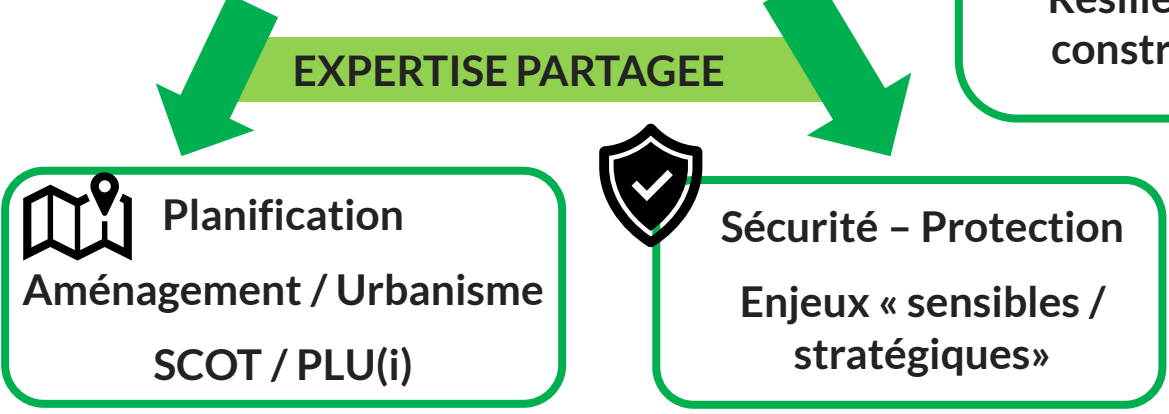 EXPERTISE PARTAGEE
Planification
Aménagement / Urbanisme
SCOT / PLU(i)
Sécurité – Protection
Enjeux « sensibles /
stratégiques»